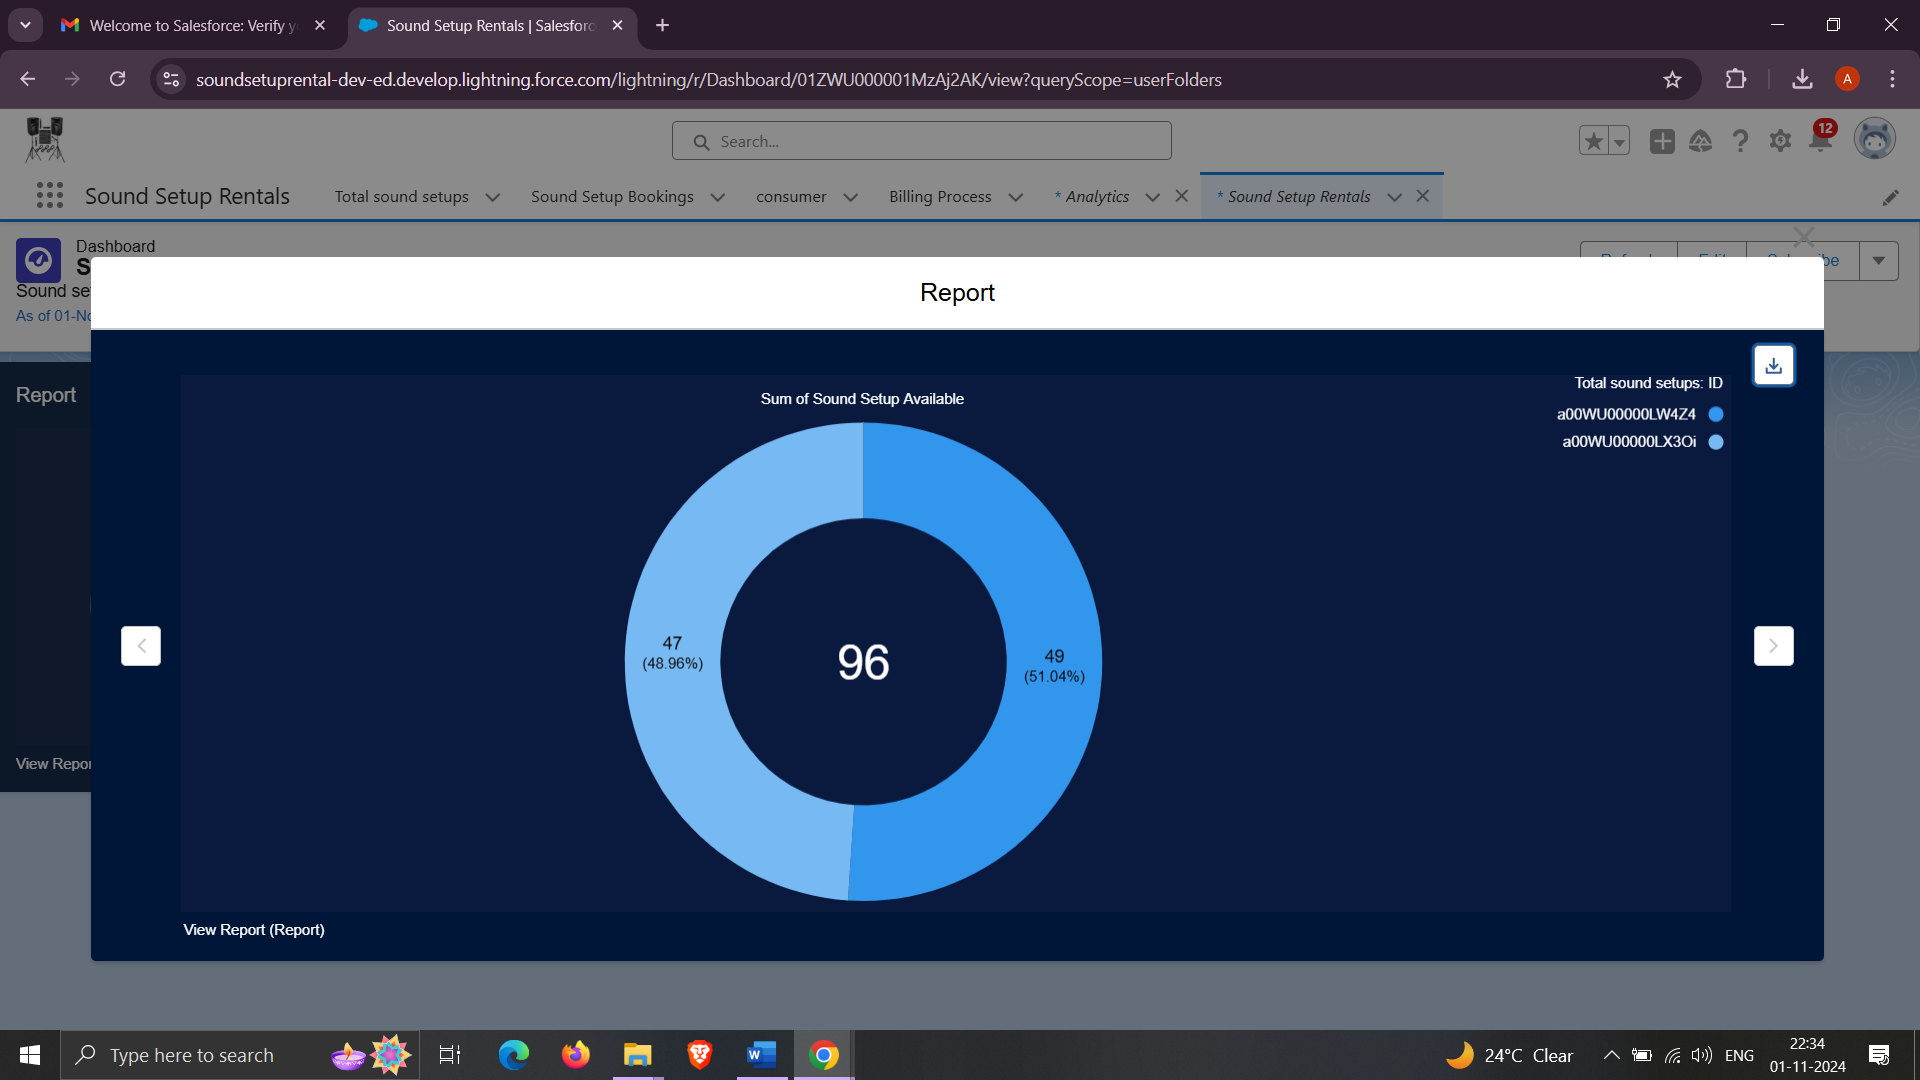 Welcome to Salesforce: Verify y
Sound Setup Rentals | Salesforc
soundsetuprental-dev-ed.develop.lightning.force.com/lightning/r/Dashboard/01ZWU000001MzAj2AK/view?queryScope=userFolders
A
Search...
12
Sound Setup Rentals
Total sound setups
Sound Setup Bookings
consumer
Billing Process
* Analytics
* Sound Setup Rentals
Dashboard
S
Sound se
As of 01-No
Refresh
Edit
Subscribe
Report
Report
Total sound setups: ID
Sum of Sound Setup Available
a00WU00000LW4Z4
a00WU00000LX3Oi
47
(48.96%)
96
49
(51.04%)
View Repor
View Report (Report)
Type here to search
24°C Clear
ENG
22:34
01-11-2024